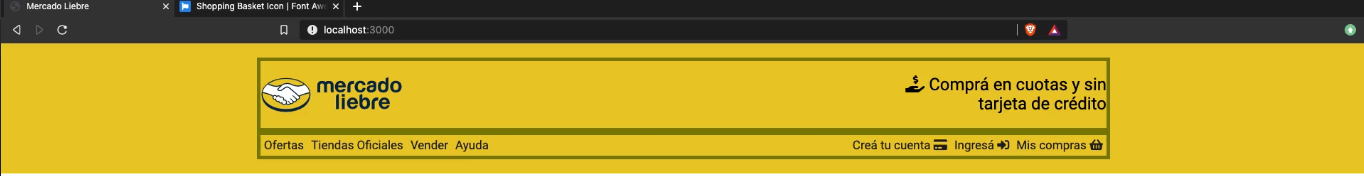 Mercado Liebre
Shopping Basket Icon | Font Aw
localhost:3000
mercado
liebre
Comprá en cuotas y sin
tarjeta de crédito
Ofertas Tiendas Oficiales Vender Ayuda
Creá tu cuenta Ingresá Mis compras